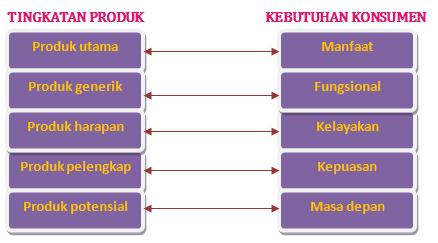 TINGKATAN PRODUK KEBUTUHAN KONSUMEN
Produk utama Manfaat
Produk generik Fungsional
Produk harapan Kelayakan
Produk pelengkap Kepuasan
Produk potensial Masa depan